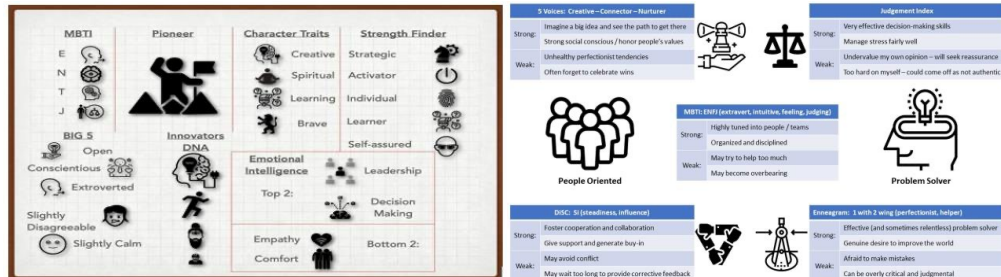 MBTI
E
N
T
J
Pioneer
Character Traits
Creative
Spiritual
Learning
Brave
Strength Finder
Strategic
Activator
Individual
Learner
Self-assured
BIG 5
Open
Conscientious
Extroverted
Slightly
Disagreeable
Slightly Calm
Innovators
DNA
Emotional
Intelligence
Top 2:
Leadership
Decision
Making
Empathy
Comfort
Bottom 2:
5 Voices: Creative – Connector – Nurturer
Strong:
Imagine a big idea and see the path to get there
Strong social conscious / honor people's values
Weak:
Unhealthy perfectionist tendencies
Often forget to celebrate wins
Judgement Index
Strong:
Very effective decision-making skills
Manage stress fairly well
Weak:
Undervalue my own opinion – will seek reassurance
Too hard on myself – could come off as not authentic
People Oriented
MBTI: ENFJ (extravert, intuitive, feeling, judging)
Strong:
Highly tuned into people / teams
Organized and disciplined
Weak:
May try to help too much
May become overbearing
Problem Solver
DiSC: Si (steadiness, influence)
Strong:
Foster cooperation and collaboration
Give support and generate buy-in
Weak:
May avoid conflict
May wait too long to provide corrective feedback
Enneagram: 1 with 2 wing (perfectionist, helper)
Strong:
Effective (and sometimes relentless) problem solver
Genuine desire to improve the world
Weak:
Afraid to make mistakes
Can be overly critical and judgmental